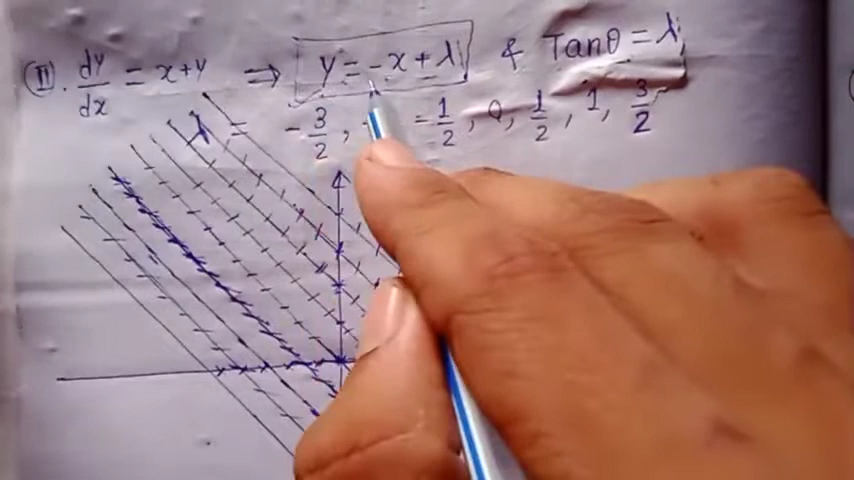 (II). dy/dx = x+y ⇒ y = -x + λ & Tanθ = λ
λ = -3/2, -1/2, 0, 1/2, 1, 3/2